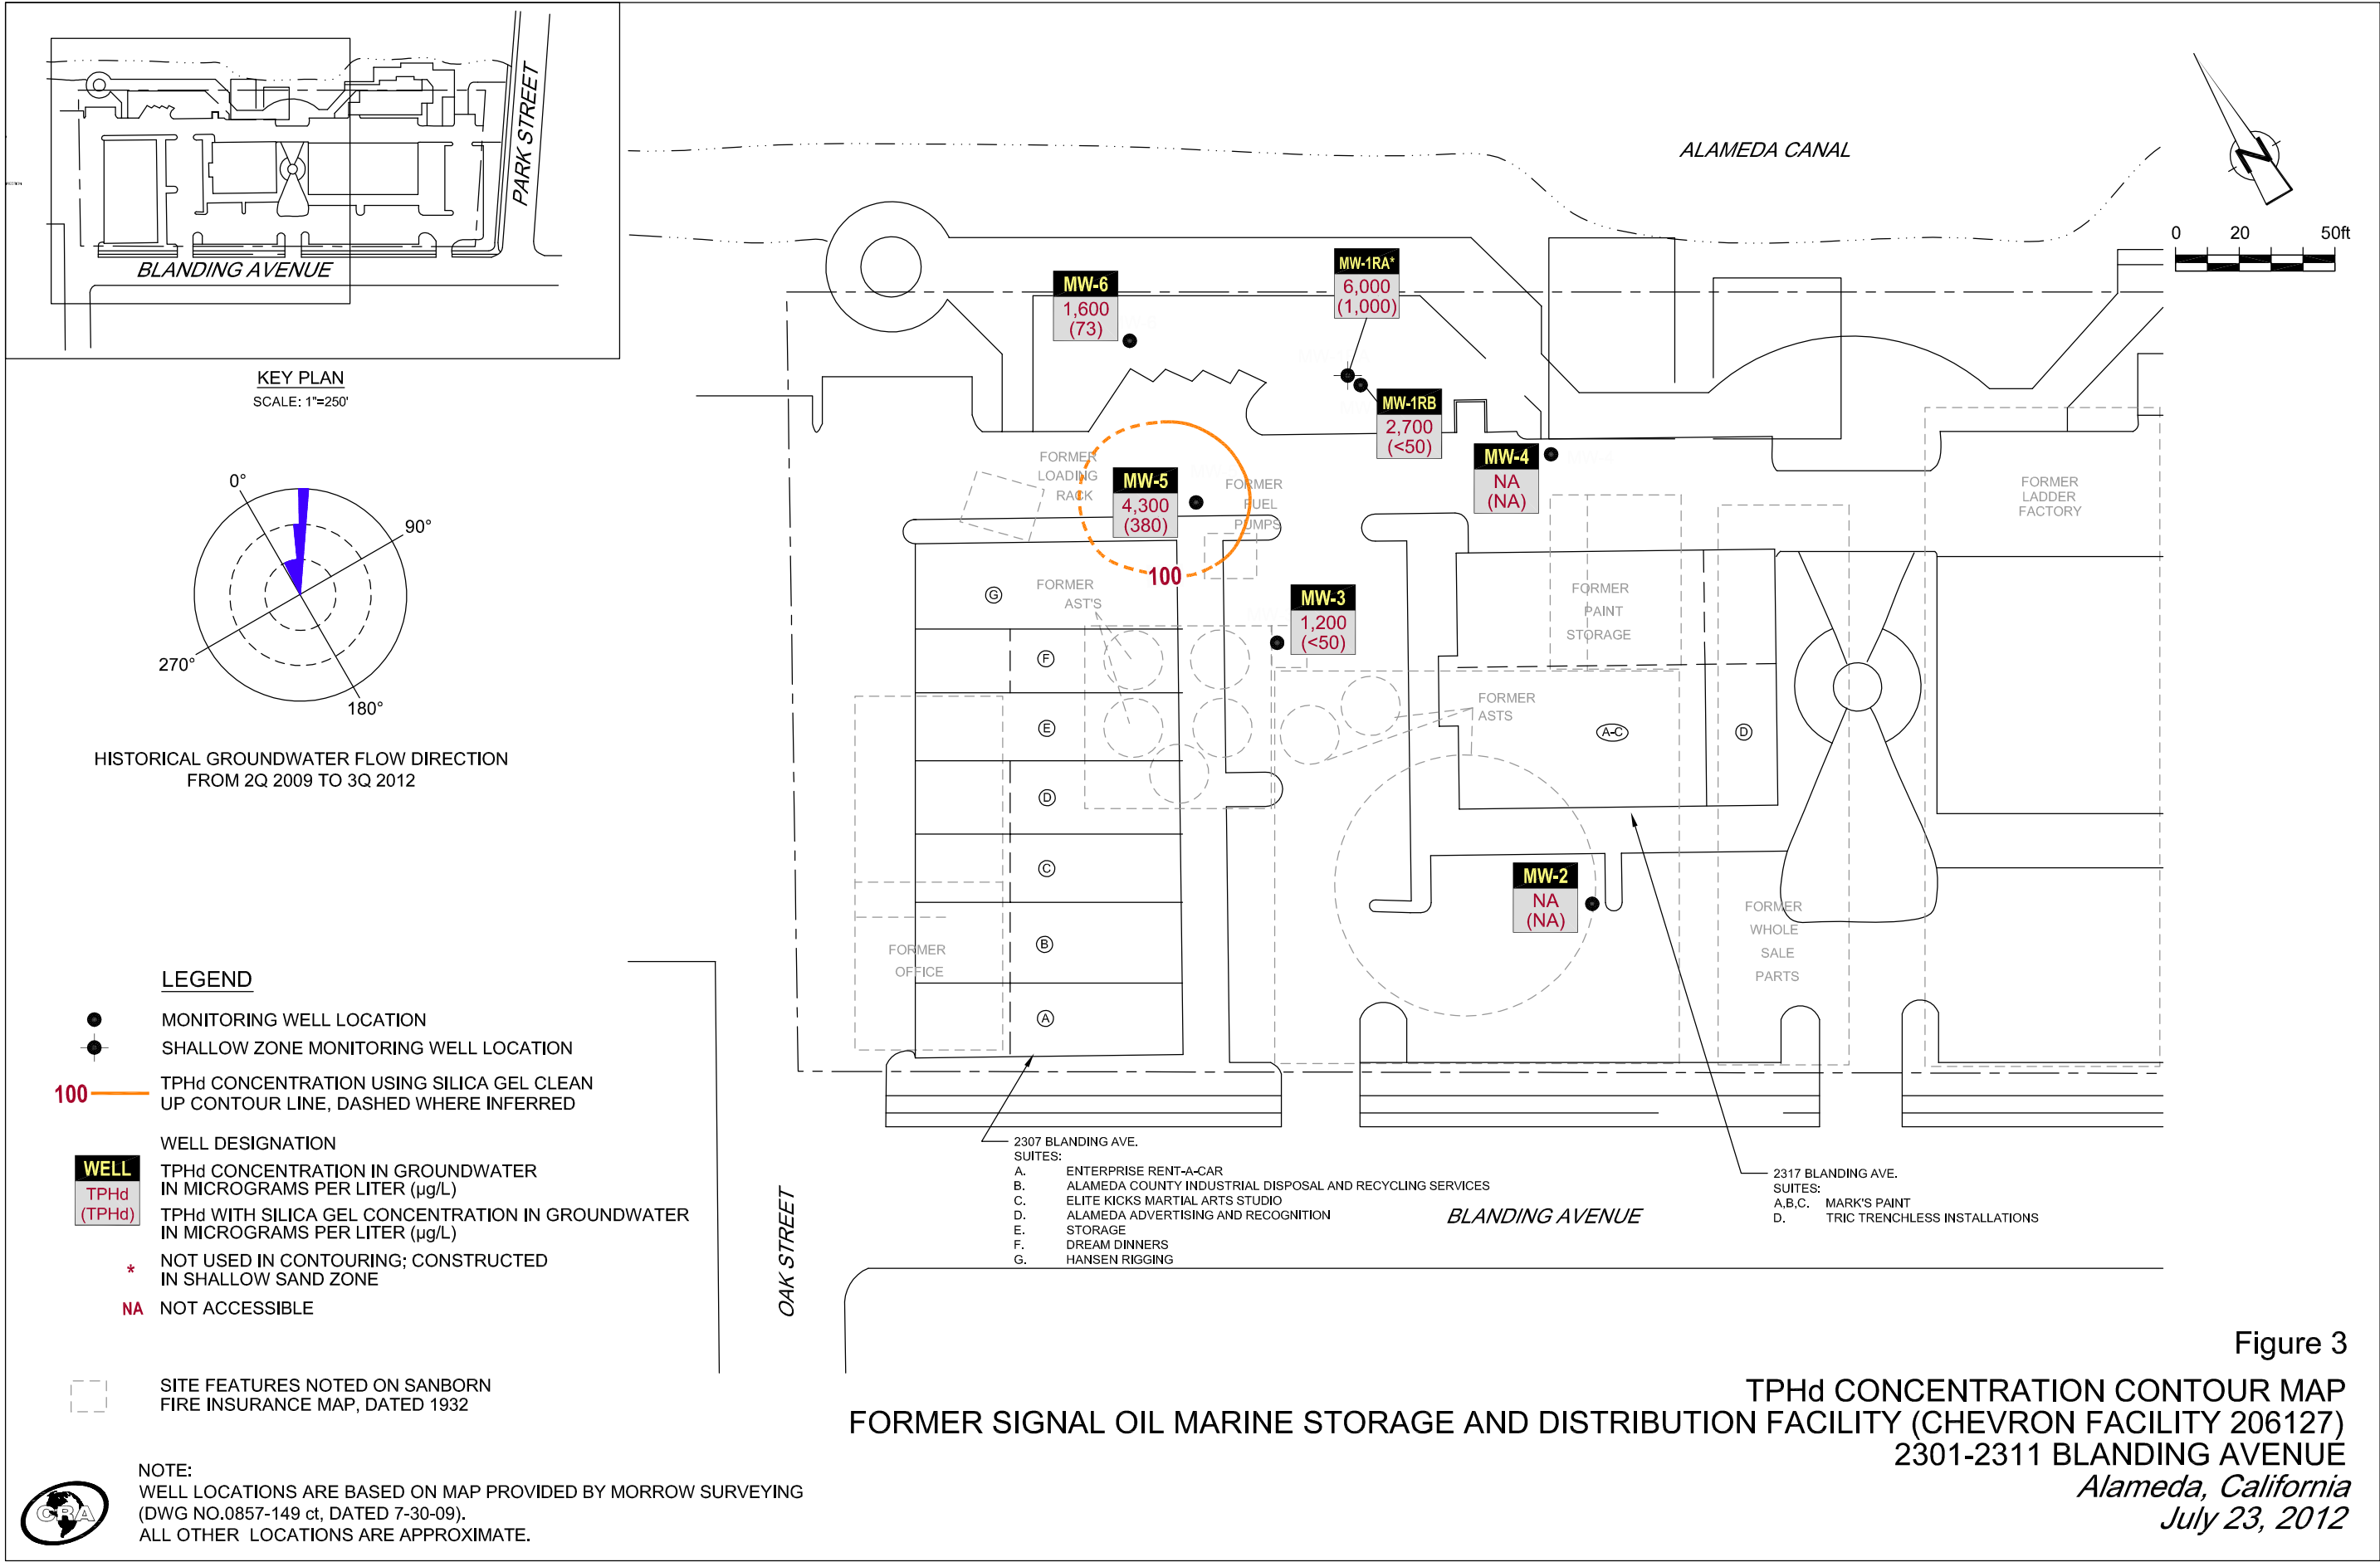 PARK STREET
BLANDING AVENUE
KEY PLAN
SCALE: 1"=250'
0°
90°
270°
180°
HISTORICAL GROUNDWATER FLOW DIRECTION
FROM 2Q 2009 TO 3Q 2012
ALAMEDA CANAL
N
0 20 50ft
MW-6
1,600
(73)
MW-1RA*
6,000
(1,000)
MW-1RB
2,700
(<50)
MW-4
NA
(NA)
MW-5
4,300
(380)
100
MW-3
1,200
(<50)
MW-2
NA
(NA)
FORMER
LOADING
RACK
FORMER
FUEL
PUMPS
FORMER
AST'S
FORMER
ASTS
FORMER
PAINT
STORAGE
FORMER
LADDER
FACTORY
FORMER
WHOLE
SALE
PARTS
FORMER
OFFICE
G
F
E
D
C
B
A
A-C
D
LEGEND
MONITORING WELL LOCATION
SHALLOW ZONE MONITORING WELL LOCATION
100
TPHd CONCENTRATION USING SILICA GEL CLEAN
UP CONTOUR LINE, DASHED WHERE INFERRED
WELL DESIGNATION
WELL
TPHd
(TPHd)
TPHd CONCENTRATION IN GROUNDWATER
IN MICROGRAMS PER LITER (µg/L)
TPHd WITH SILICA GEL CONCENTRATION IN GROUNDWATER
IN MICROGRAMS PER LITER (µg/L)
* NOT USED IN CONTOURING; CONSTRUCTED
IN SHALLOW SAND ZONE
NA NOT ACCESSIBLE
SITE FEATURES NOTED ON SANBORN
FIRE INSURANCE MAP, DATED 1932
NOTE:
WELL LOCATIONS ARE BASED ON MAP PROVIDED BY MORROW SURVEYING
(DWG NO.0857-149 ct, DATED 7-30-09).
ALL OTHER LOCATIONS ARE APPROXIMATE.
CRA
OAK STREET
2307 BLANDING AVE.
SUITES:
A. ENTERPRISE RENT-A-CAR
B. ALAMEDA COUNTY INDUSTRIAL DISPOSAL AND RECYCLING SERVICES
C. ELITE KICKS MARTIAL ARTS STUDIO
D. ALAMEDA ADVERTISING AND RECOGNITION
E. STORAGE
F. DREAM DINNERS
G. HANSEN RIGGING
BLANDING AVENUE
2317 BLANDING AVE.
SUITES:
A,B,C. MARK'S PAINT
D. TRIC TRENCHLESS INSTALLATIONS
Figure 3
TPHd CONCENTRATION CONTOUR MAP
FORMER SIGNAL OIL MARINE STORAGE AND DISTRIBUTION FACILITY (CHEVRON FACILITY 206127)
2301-2311 BLANDING AVENUE
Alameda, California
July 23, 2012